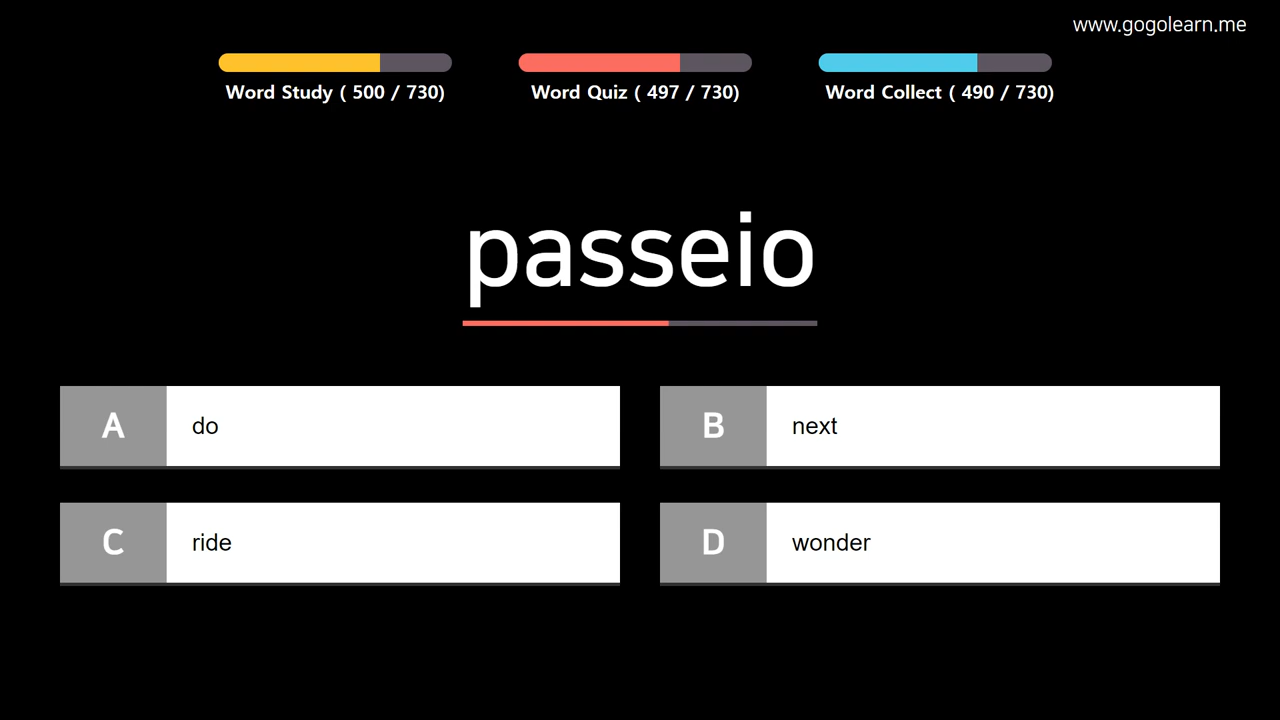 www.gogolearn.me
Word Study ( 500 / 730)
Word Quiz ( 497 / 730)
Word Collect ( 490 / 730)
passeio
A do
B next
C ride
D wonder